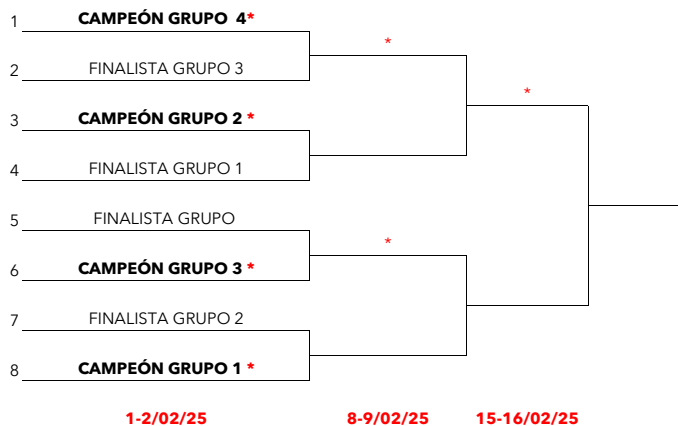 1 CAMPEÓN GRUPO 4*
*
2 FINALISTA GRUPO 3
*
3 CAMPEÓN GRUPO 2 *
4 FINALISTA GRUPO 1
5 FINALISTA GRUPO
*
6 CAMPEÓN GRUPO 3 *
7 FINALISTA GRUPO 2
8 CAMPEÓN GRUPO 1 *
1-2/02/25 8-9/02/25 15-16/02/25